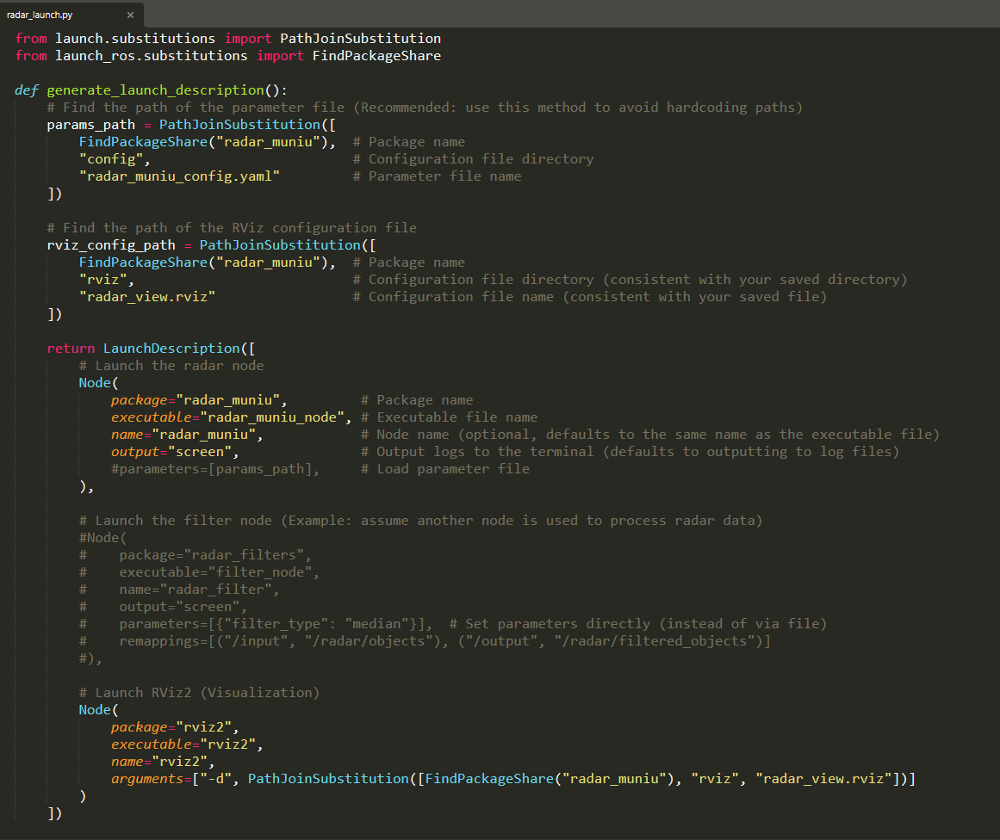 radar_launch.py ×
from launch.substitutions import PathJoinSubstitution
from launch_ros.substitutions import FindPackageShare
def generate_launch_description():
    # Find the path of the parameter file (Recommended: use this method to avoid hardcoding paths)
    params_path = PathJoinSubstitution([
        FindPackageShare("radar_muniu"),  # Package name
        "config",                         # Configuration file directory
        "radar_muniu_config.yaml"         # Parameter file name
    ])
    # Find the path of the RViz configuration file
    rviz_config_path = PathJoinSubstitution([
        FindPackageShare("radar_muniu"),  # Package name
        "rviz",                           # Configuration file directory (consistent with your saved directory)
        "radar_view.rviz"                 # Configuration file name (consistent with your saved file)
    ])
    return LaunchDescription([
        # Launch the radar node
        Node(
            package="radar_muniu",         # Package name
            executable="radar_muniu_node", # Executable file name
            name="radar_muniu",            # Node name (optional, defaults to the same name as the executable file)
            output="screen",               # Output logs to the terminal (defaults to outputting to log files)
            #parameters=[params_path],     # Load parameter file
        ),
        # Launch the filter node (Example: assume another node is used to process radar data)
        #Node(
        #    package="radar_filters",
        #    executable="filter_node",
        #    name="radar_filter",
        #    output="screen",
        #    parameters=[{"filter_type": "median"}],  # Set parameters directly (instead of via file)
        #    remappings=[("/input", "/radar/objects"), ("/output", "/radar/filtered_objects")]
        #),
        # Launch RViz2 (Visualization)
        Node(
            package="rviz2",
            executable="rviz2",
            name="rviz2",
            arguments=["-d", PathJoinSubstitution([FindPackageShare("radar_muniu"), "rviz", "radar_view.rviz"])]
        )
    ])